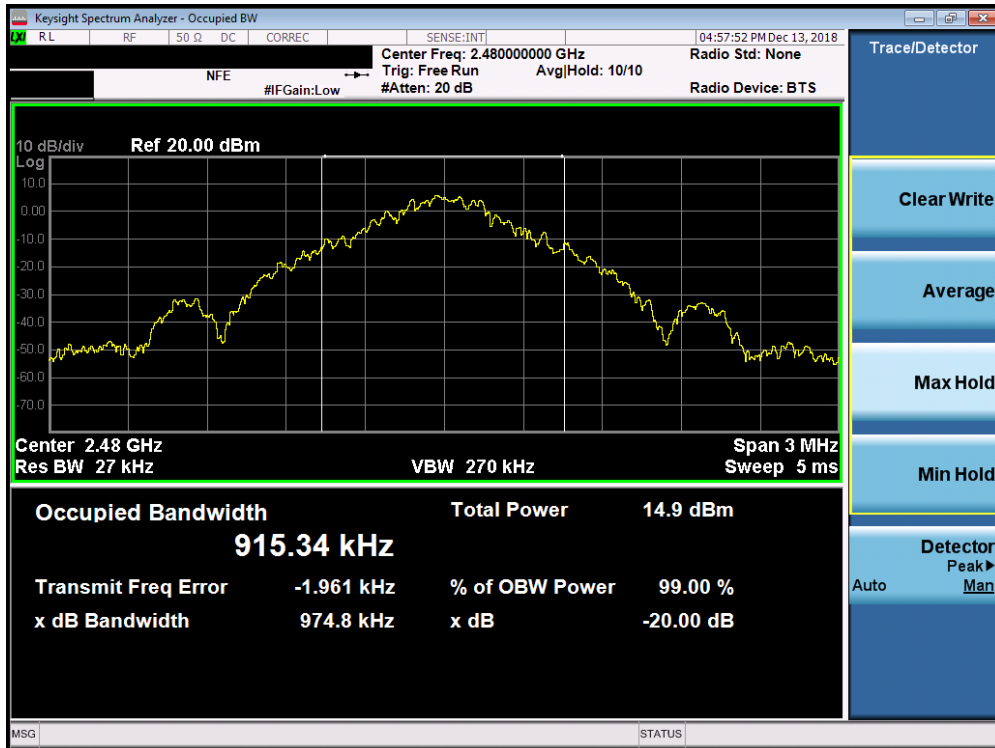 Keysight Spectrum Analyzer - Occupied BW
LXI RL RF 50 Ω DC CORREC SENSE:INT 04:57:52 PM Dec 13, 2018
Center Freq: 2.480000000 GHz Radio Std: None
NFE Trig: Free Run Avg|Hold: 10/10
#IFGain:Low #Atten: 20 dB Radio Device: BTS
10 dB/div Ref 20.00 dBm
Log
10.0
0.00
-10.0
-20.0
-30.0
-40.0
-50.0
-60.0
-70.0
Center 2.48 GHz Span 3 MHz
Res BW 27 kHz VBW 270 kHz Sweep 5 ms
Occupied Bandwidth Total Power 14.9 dBm
915.34 kHz
Transmit Freq Error -1.961 kHz % of OBW Power 99.00 %
x dB Bandwidth 974.8 kHz x dB -20.00 dB
MSG STATUS
Trace/Detector
Clear Write
Average
Max Hold
Min Hold
Detector
Peak▶
Auto Man